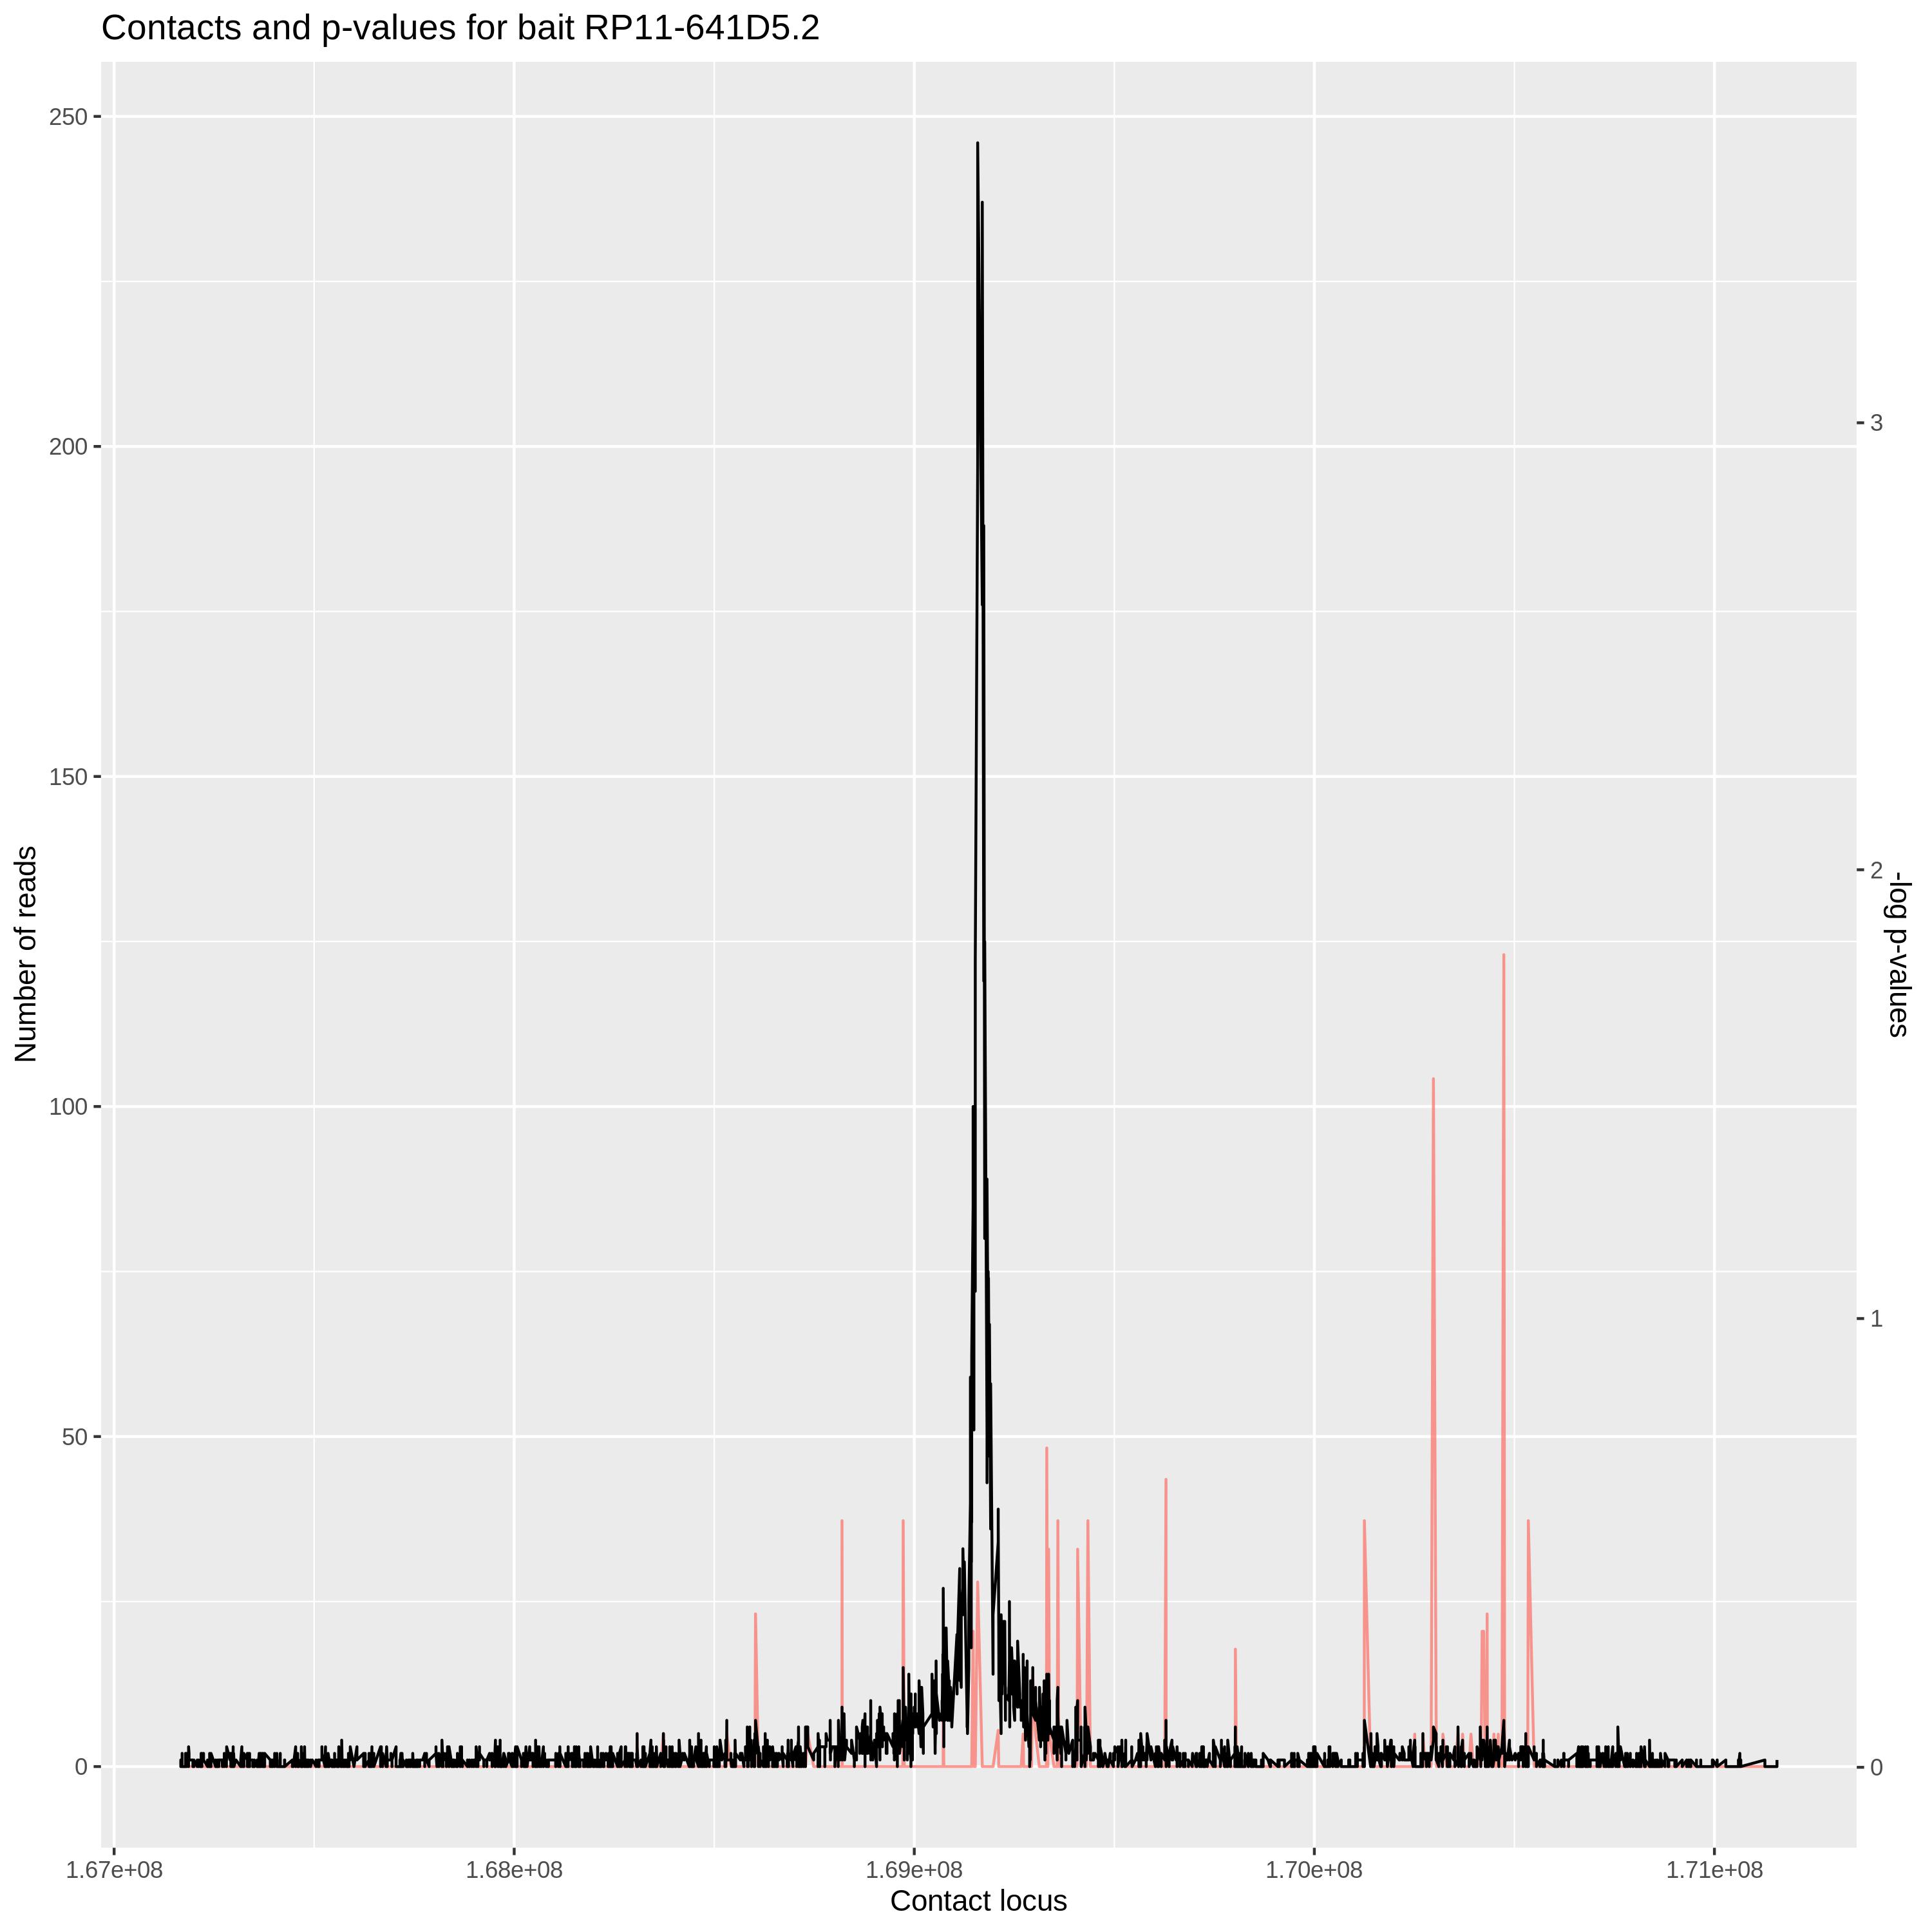 Contacts and p-values for bait RP11-641D5.2
250
200
150
100
50
0
Number of reads
3
2
1
0
-log p-values
1.67e+08 1.68e+08 1.69e+08 1.70e+08 1.71e+08
Contact locus